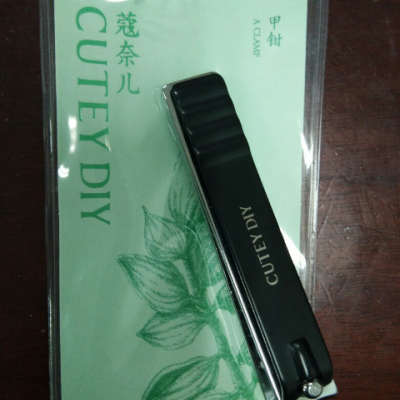 蔻奈儿
CUTEY DIY
甲钳
A CLAMP
CUTEY DIY